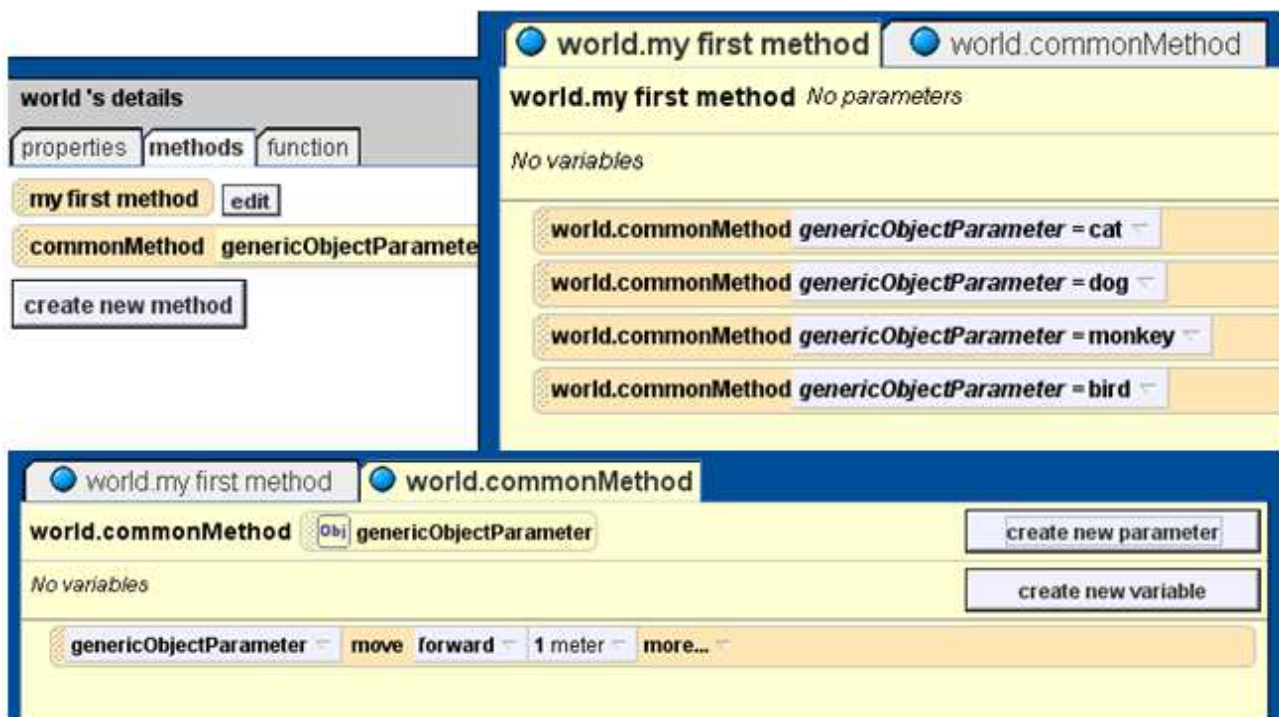 world 's details
properties methods function
my first method edit
commonMethod genericObjectParamete
create new method
world.my first method world.commonMethod
world.my first method No parameters
No variables
world.commonMethod genericObjectParameter = cat
world.commonMethod genericObjectParameter = dog
world.commonMethod genericObjectParameter = monkey
world.commonMethod genericObjectParameter = bird
world.my first method world.commonMethod
world.commonMethod Obj genericObjectParameter create new parameter
No variables create new variable
genericObjectParameter move forward 1 meter more...